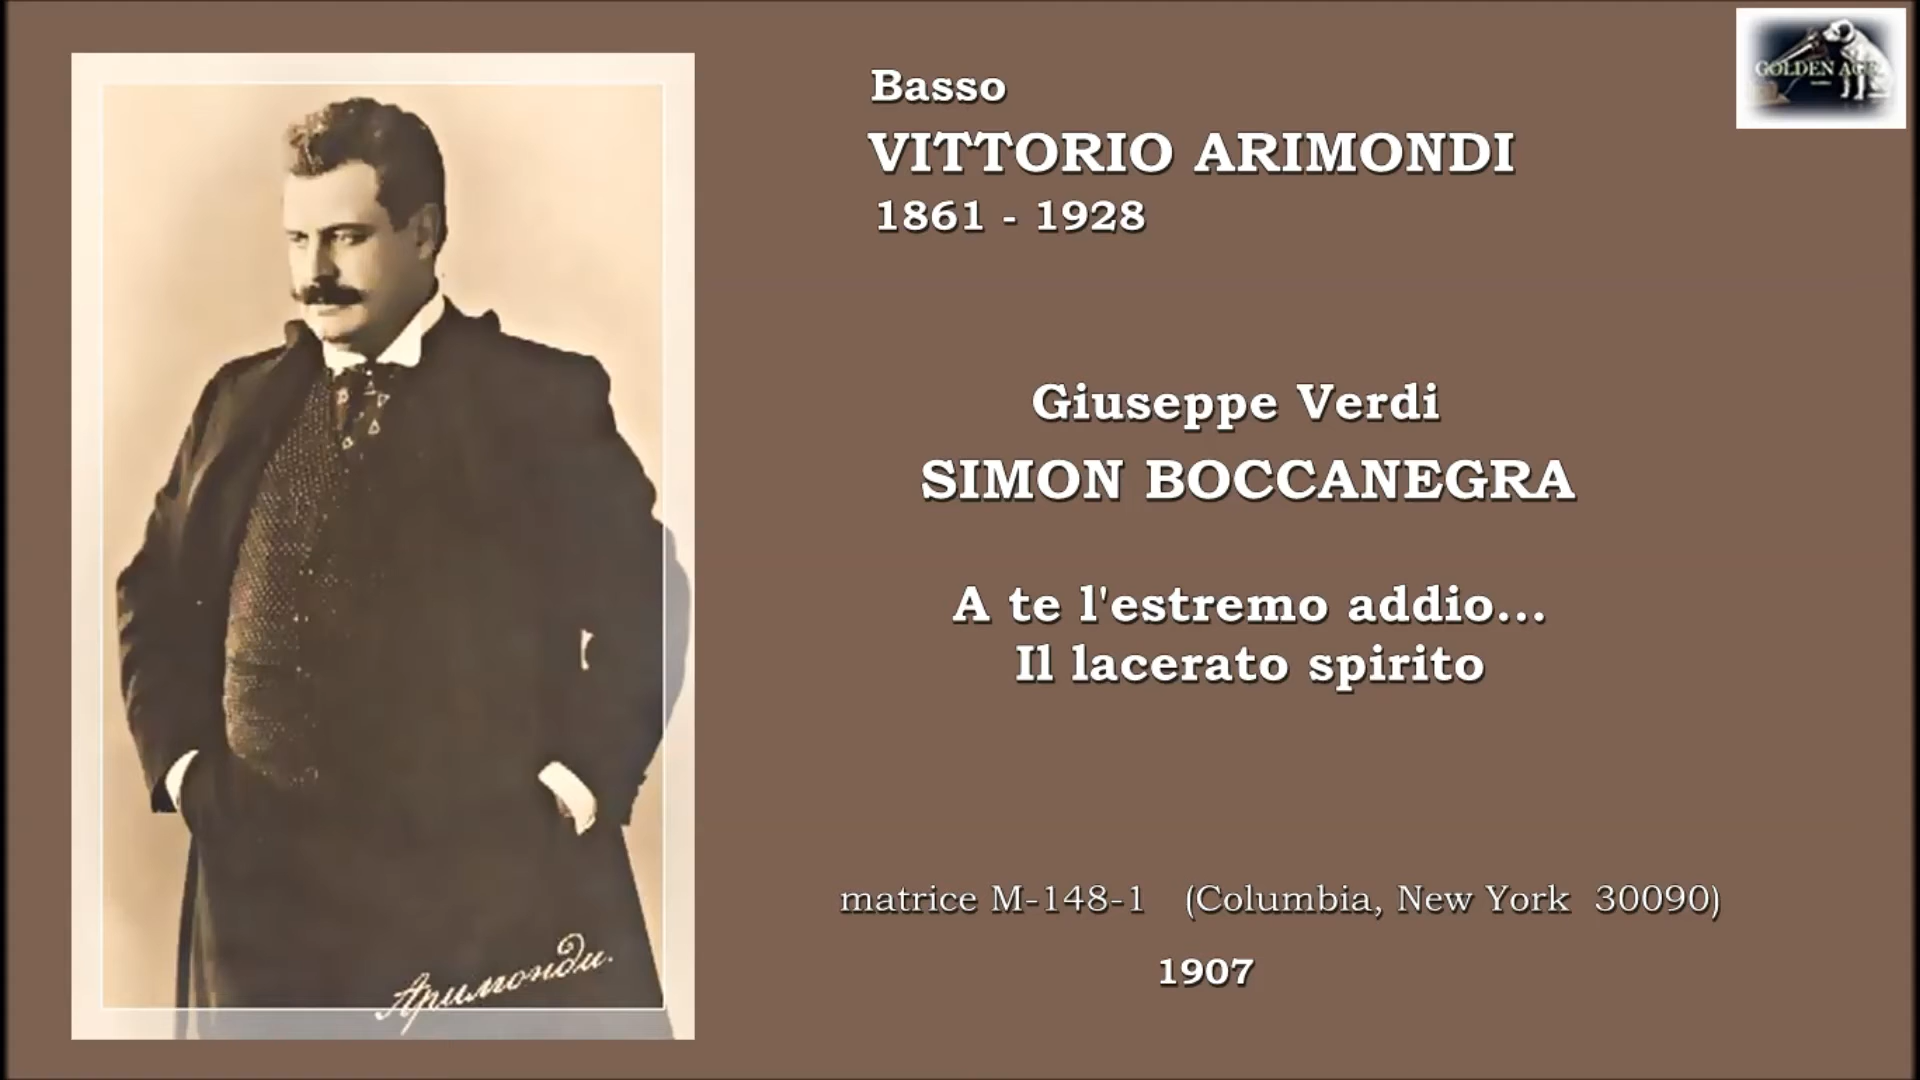 GOLDEN AGE
Basso
VITTORIO ARIMONDI
1861 - 1928
Giuseppe Verdi
SIMON BOCCANEGRA
A te l'estremo addio...
Il lacerato spirito
matrice M-148-1 (Columbia, New York 30090)
1907
Аримонди.